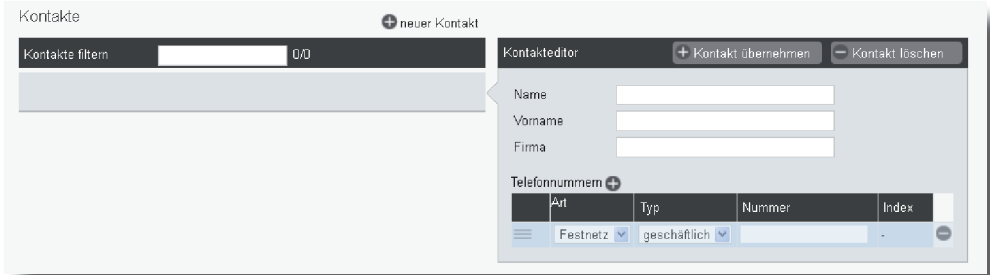 Kontakte
neuer Kontakt
Kontakte filtern 0/0
Kontakteditor Kontakt übernehmen Kontakt löschen
Name
Vorname
Firma
Telefonnummern
Art Typ Nummer Index
Festnetz geschäftlich -